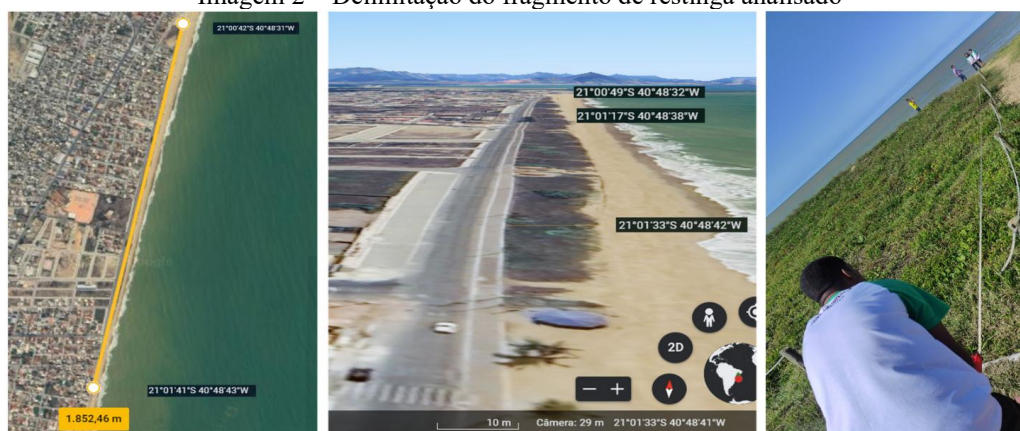 Imagem 2 – Delimitação do fragmento de restinga analisado
21°00'42"S 40°48'31"W
21°01'41"S 40°48'43"W
1.852,46 m
21°00'49"S 40°48'32"W
21°01'17"S 40°48'38"W
21°01'33"S 40°48'42"W
2D
10 m
Câmera: 29 m
21°01'33"S 40°48'41"W